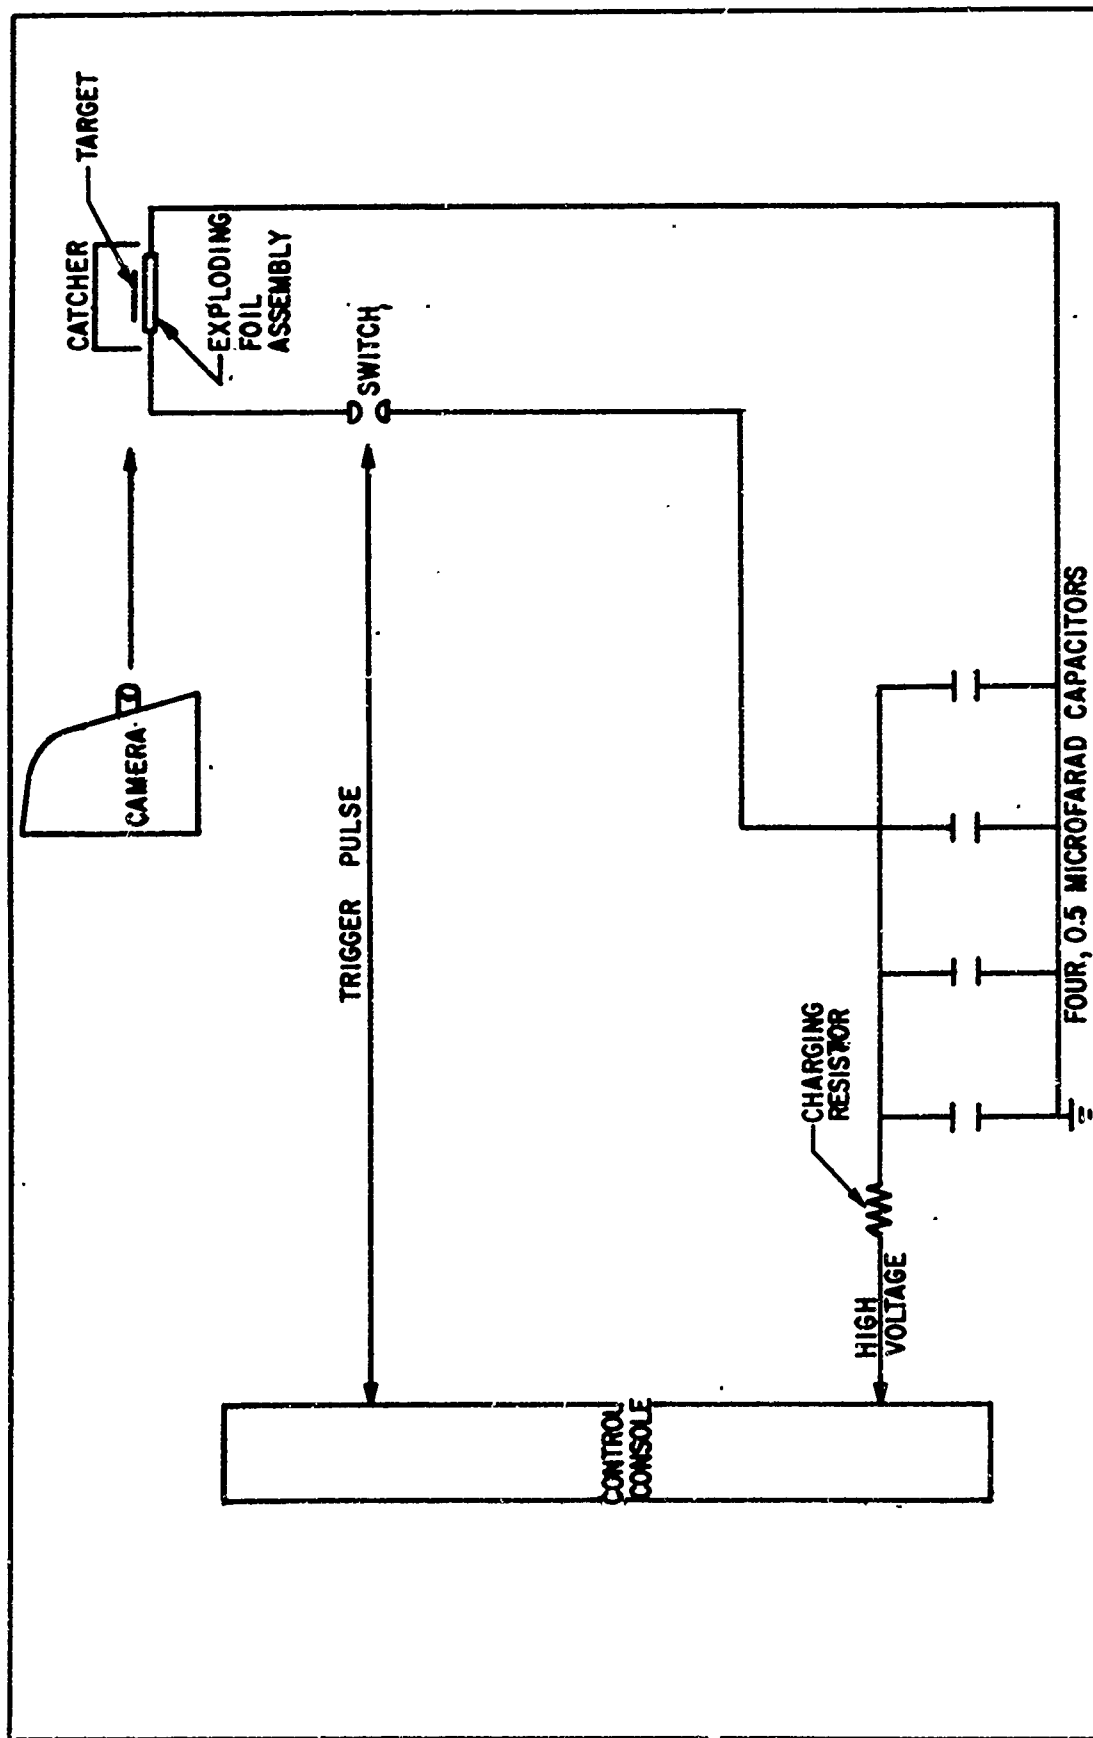 CATCHER
TARGET
EXPLODING
FOIL
ASSEMBLY
CAMERA
SWITCH
TRIGGER PULSE
CHARGING
RESISTOR
HIGH
VOLTAGE
CONTROL
CONSOLE
FOUR, 0.5 MICROFARAD CAPACITORS